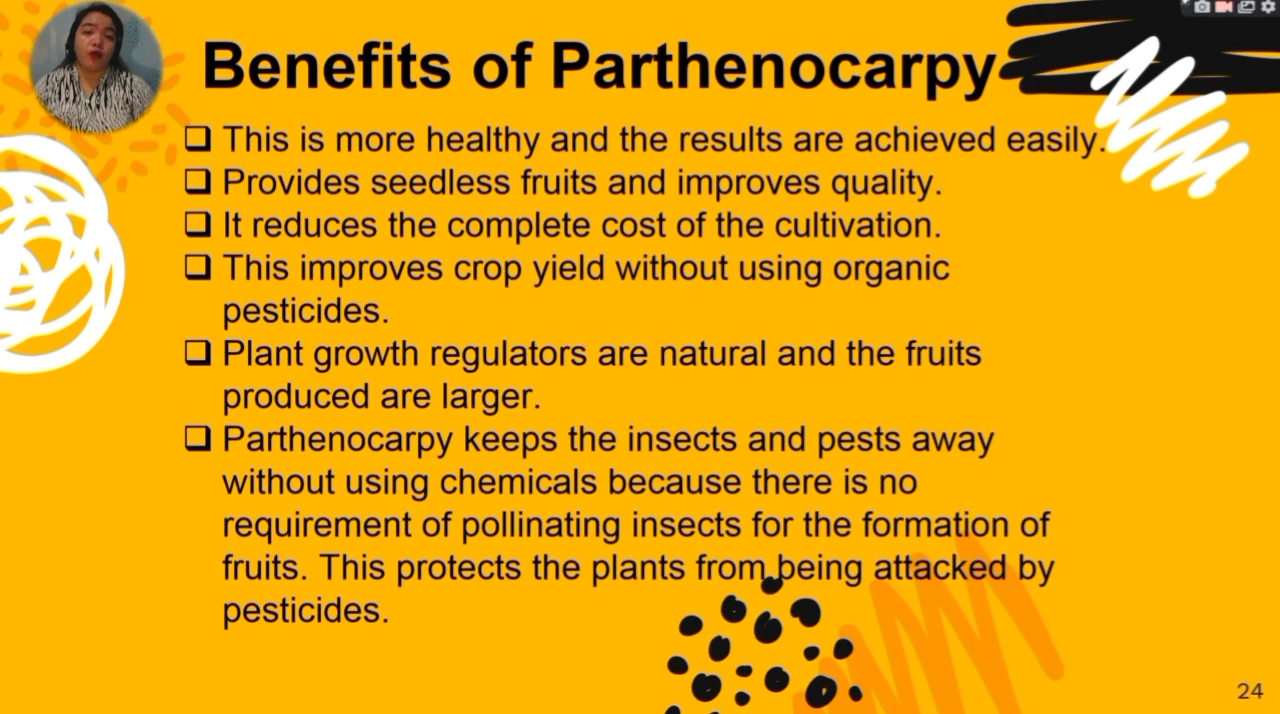 Benefits of Parthenocarpy
❑ This is more healthy and the results are achieved easily.
❑ Provides seedless fruits and improves quality.
❑ It reduces the complete cost of the cultivation.
❑ This improves crop yield without using organic
pesticides.
❑ Plant growth regulators are natural and the fruits
produced are larger.
❑ Parthenocarpy keeps the insects and pests away
without using chemicals because there is no
requirement of pollinating insects for the formation of
fruits. This protects the plants from being attacked by
pesticides.
24